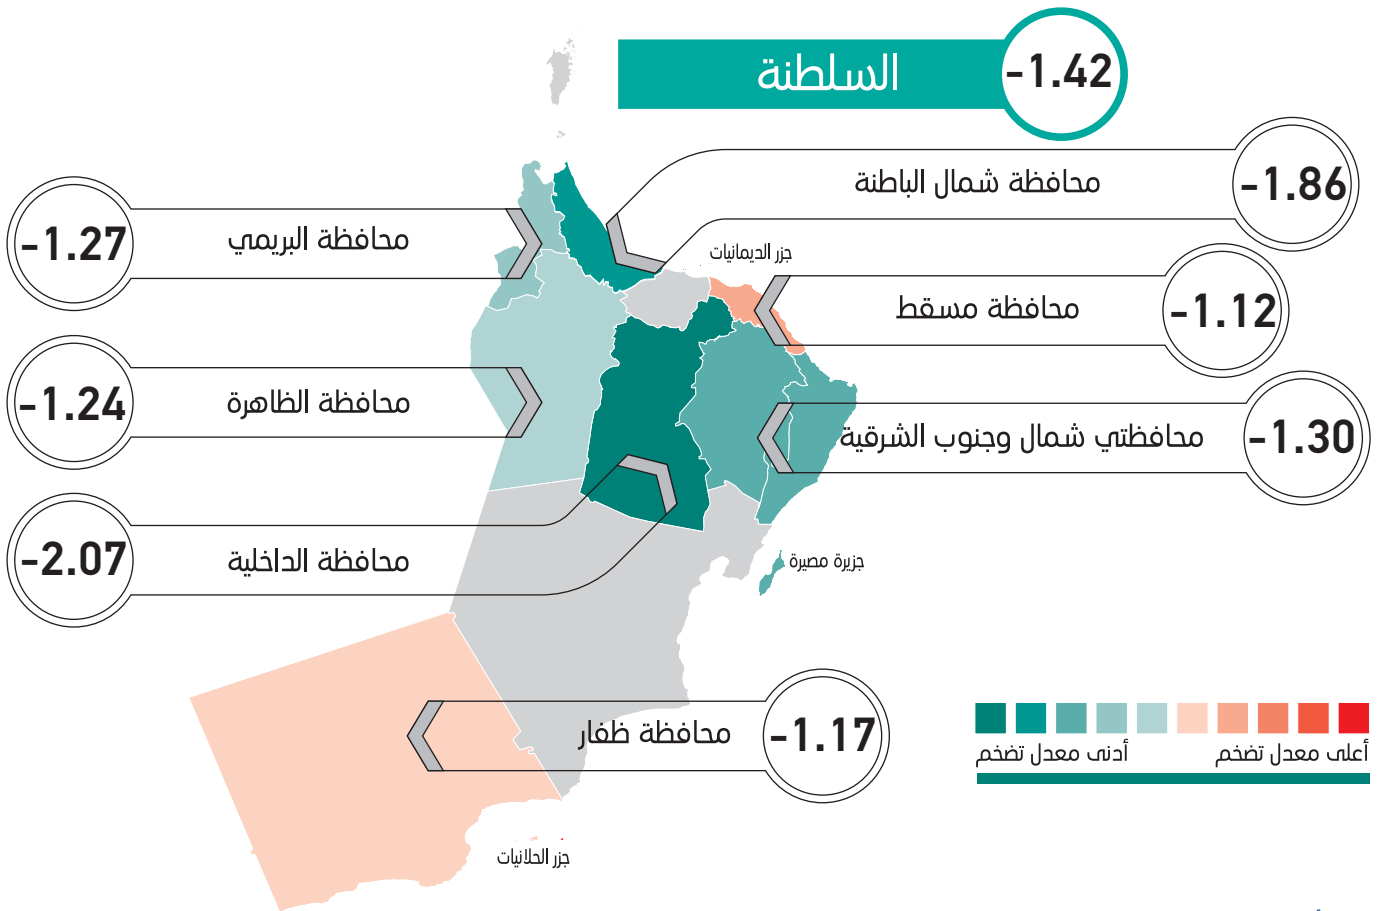 السلطنة
-1.42
محافظة شمال الباطنة
-1.86
محافظة البريمي
-1.27
جزر الديمانيات
محافظة مسقط
-1.12
محافظة الظاهرة
-1.24
محافظتي شمال وجنوب الشرقية
-1.30
محافظة الداخلية
-2.07
جزيرة مصيرة
محافظة ظفار
-1.17
أعلى معدل تضخم
أدنى معدل تضخم
جزر الحلانيات